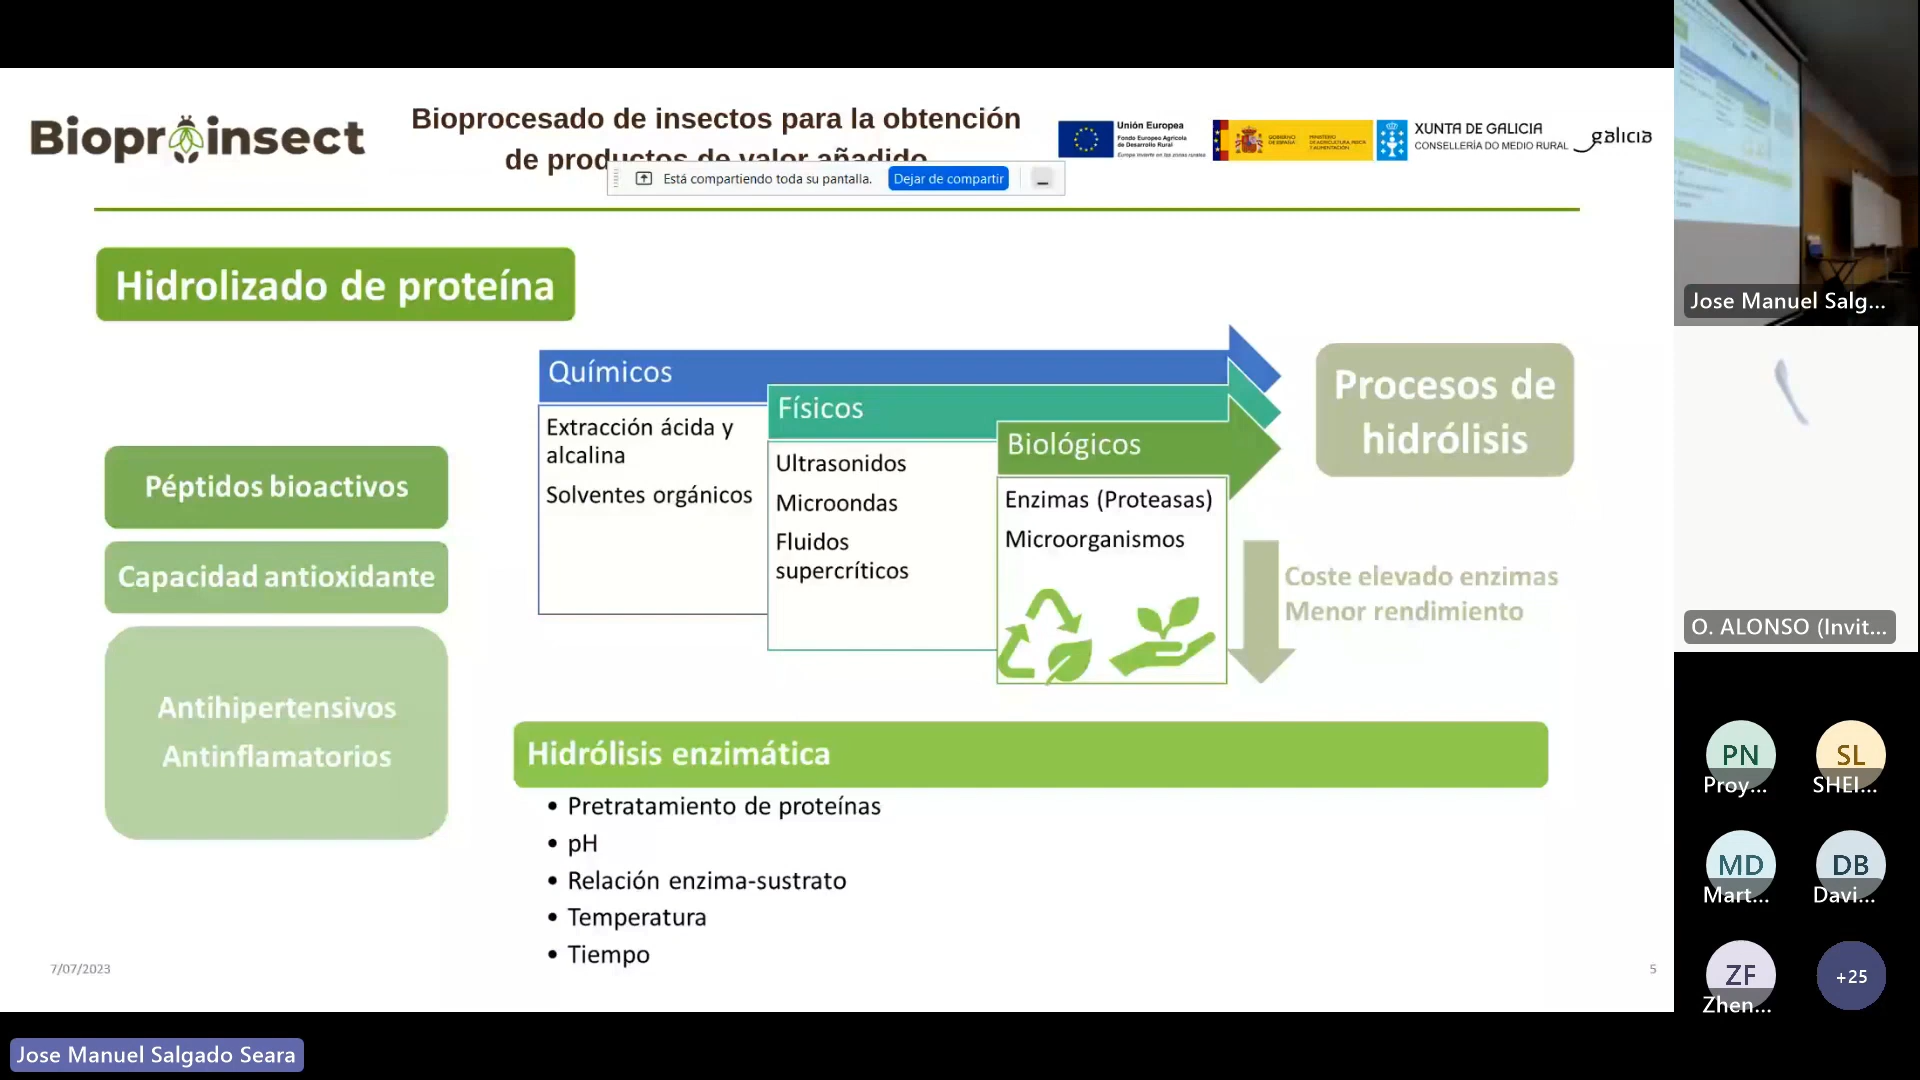 Bioproinsect
Bioprocesado de insectos para la obtención
de productos de valor añadido
Unión Europea
Fondo Europeo Agrícola
de Desarrollo Rural
Europa invierte en las zonas rurales
GOBIERNO
DE ESPAÑA
MINISTERIO
DE AGRICULTURA, PESCA
Y ALIMENTACIÓN
XUNTA DE GALICIA
CONSELLERÍA DO MEDIO RURAL
galicia
Está compartiendo toda su pantalla.
Dejar de compartir
Hidrolizado de proteína
Químicos
Extracción ácida y
alcalina
Solventes orgánicos
Físicos
Ultrasonidos
Microondas
Fluidos
supercríticos
Biológicos
Enzimas (Proteasas)
Microorganismos
Procesos de
hidrólisis
Coste elevado enzimas
Menor rendimiento
Péptidos bioactivos
Capacidad antioxidante
Antihipertensivos
Antinflamatorios
Hidrólisis enzimática
• Pretratamiento de proteínas
• pH
• Relación enzima-sustrato
• Temperatura
• Tiempo
7/07/2023
5
Jose Manuel Salgado Seara
Jose Manuel Salg...
O. ALONSO (Invit...
PN
Proy...
SL
SHEI...
MD
Mart...
DB
Davi...
ZF
Zhen...
+25